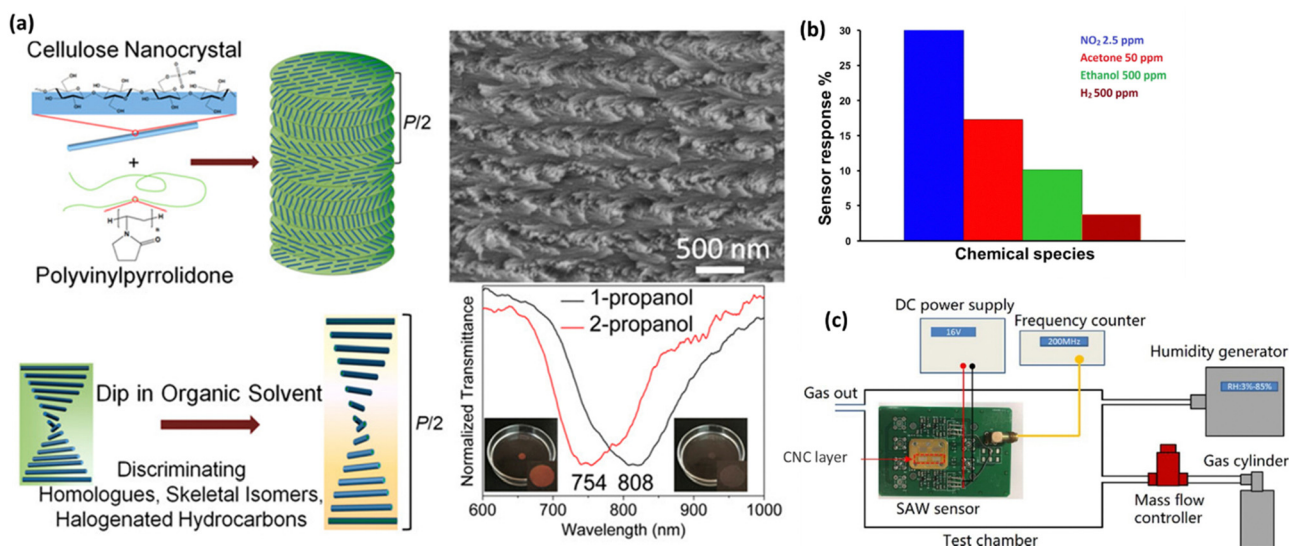 (a)
Cellulose Nanocrystal
OH
+
H
H
n
N
O
Polyvinylpyrrolidone
P/2
500 nm
Dip in Organic Solvent
Discriminating
Homologues, Skeletal Isomers,
Halogenated Hydrocarbons
P/2
Normalized Transmittance
1-propanol
2-propanol
754 808
600 700 800 900 1000
Wavelength (nm)
(b)
Sensor response %
30
25
20
15
10
5
0
NO₂ 2.5 ppm
Acetone 50 ppm
Ethanol 500 ppm
H₂ 500 ppm
Chemical species
(c)
DC power supply
16V
Frequency counter
200MHz
Humidity generator
RH:3%-85%
Gas out
CNC layer
SAW sensor
Gas cylinder
Mass flow
controller
Test chamber